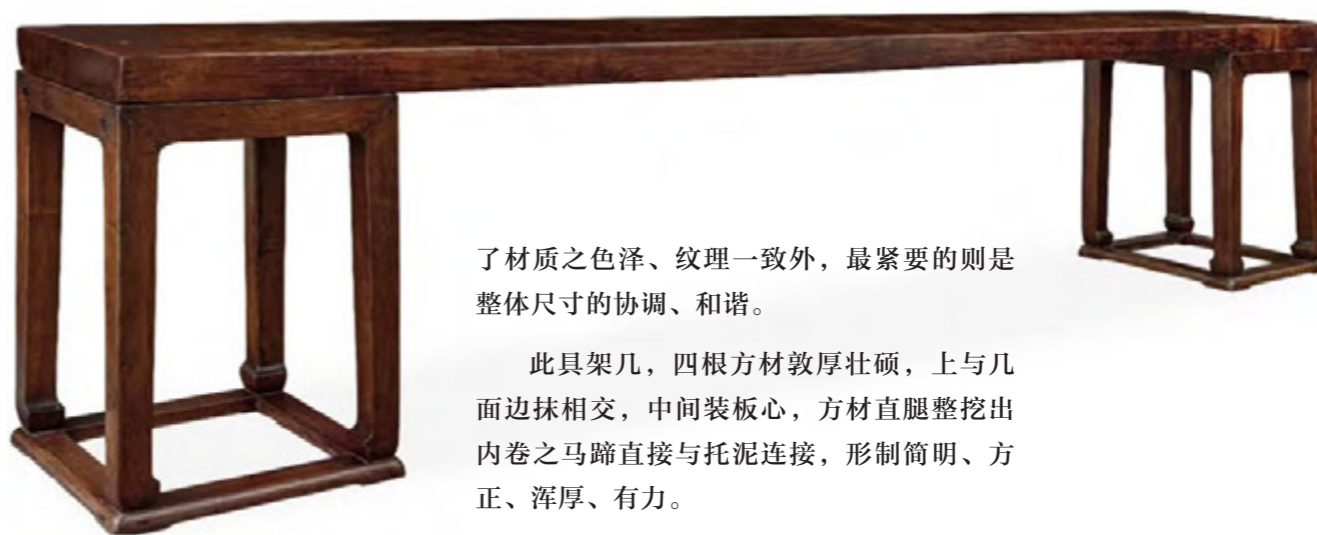 了材质之色泽、纹理一致外，最紧要的则是
整体尺寸的协调、和谐。
此具架几，四根方材敦厚壮硕，上与几
面边抹相交，中间装板心，方材直腿整挖出
内卷之马蹄直接与托泥连接，形制简明、方
正、浑厚、有力。